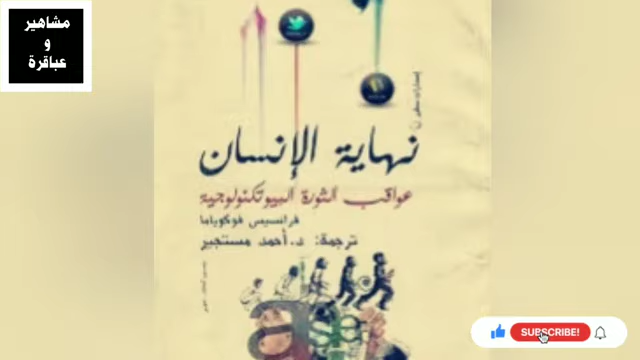 مشاهير
و
عباقرة
نهاية الإنسان
عواقب الثورة البيوتكنولوجية
فرانسيس فوكوياما
ترجمة: د. أحمد مستجير
SUBSCRIBE!